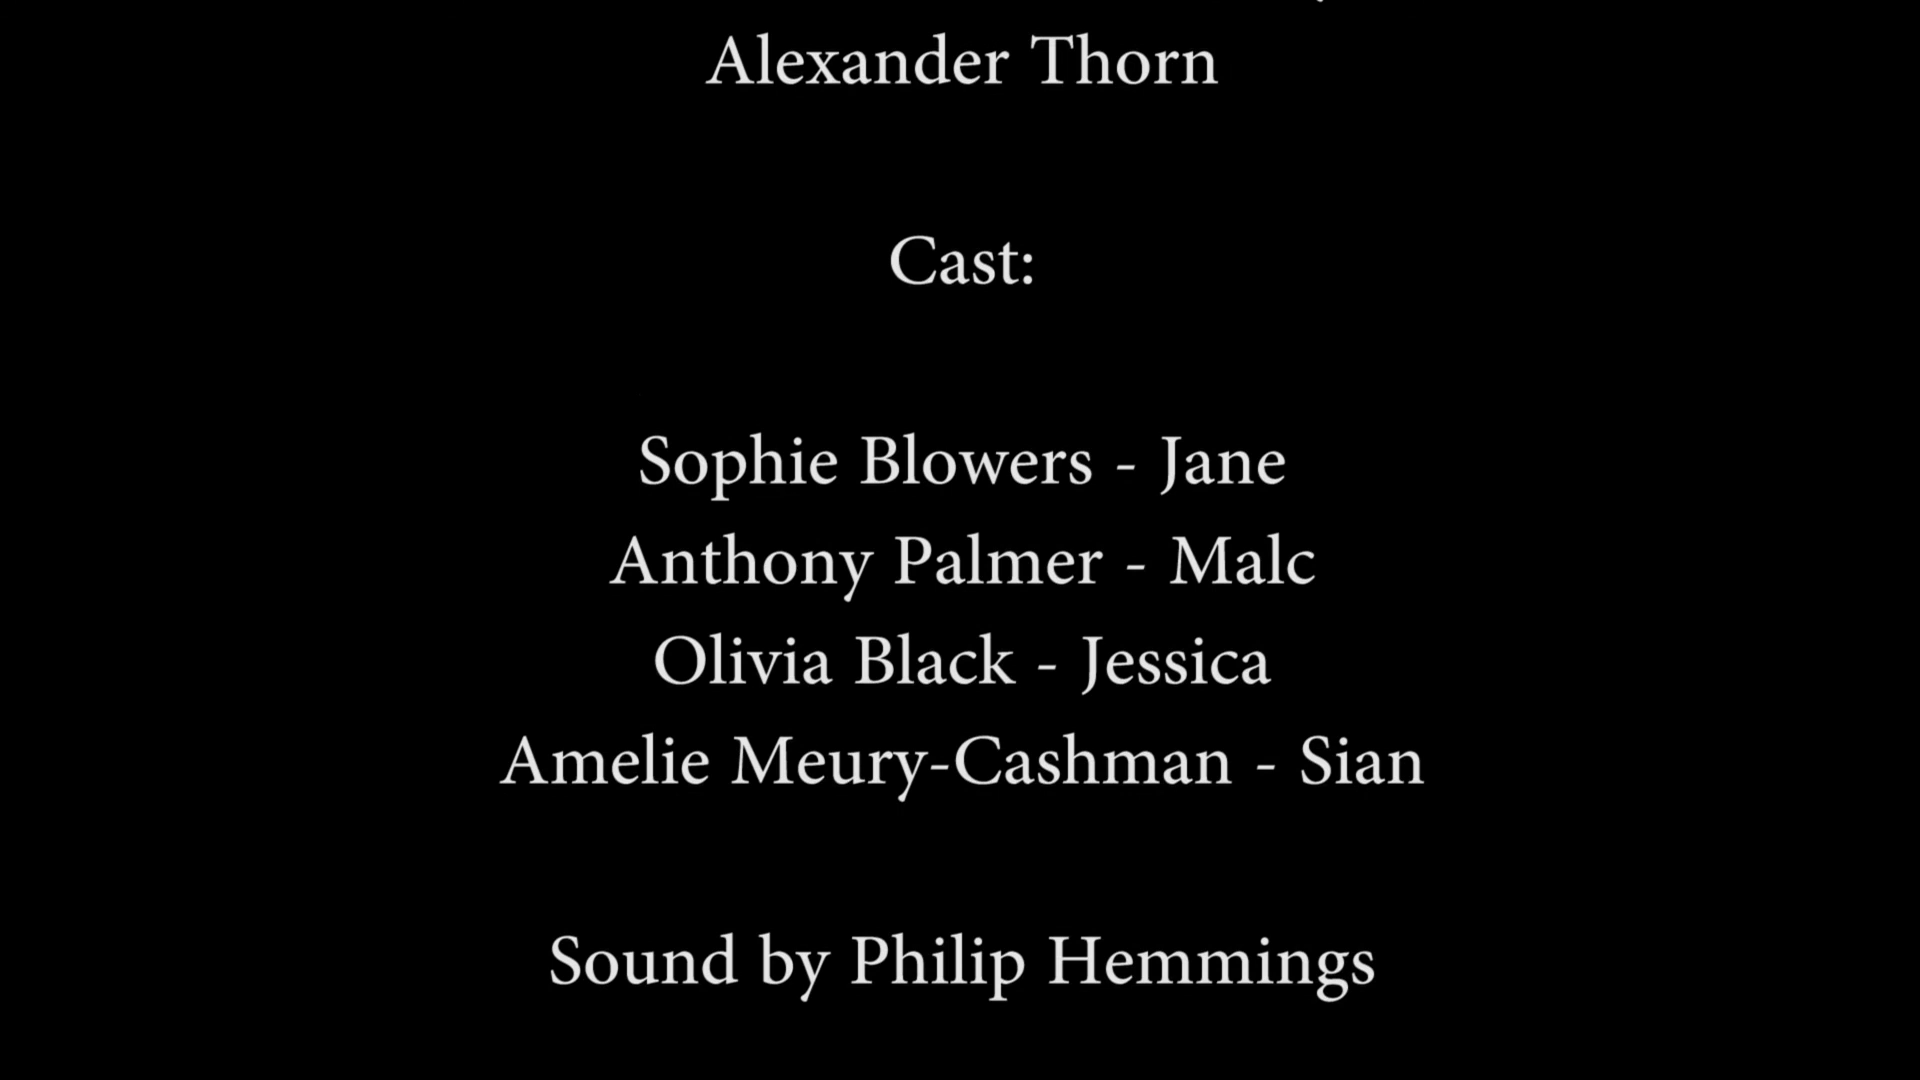 Alexander Thorn
Cast:
Sophie Blowers - Jane
Anthony Palmer - Malc
Olivia Black - Jessica
Amelie Meury-Cashman - Sian
Sound by Philip Hemmings